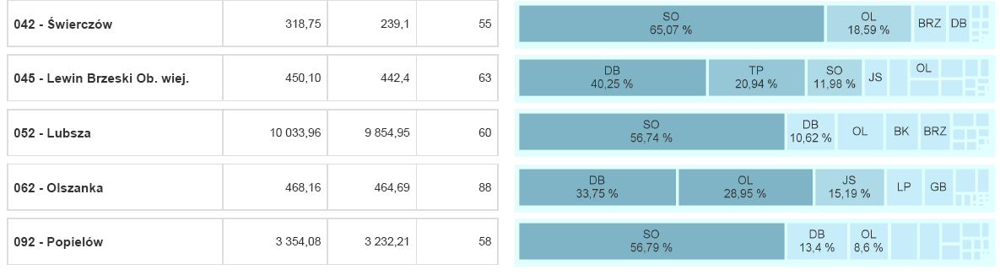 042 - Świerczów 318,75 239,1 55 SO 65,07 % OL 18,59 % BRZ DB
045 - Lewin Brzeski Ob. wiej. 450,10 442,4 63 DB 40,25 % TP 20,94 % SO 11,98 % JS OL
052 - Lubsza 10 033,96 9 854,95 60 SO 56,74 % DB 10,62 % OL BK BRZ
062 - Olszanka 468,16 464,69 88 DB 33,75 % OL 28,95 % JS 15,19 % LP GB
092 - Popielów 3 354,08 3 232,21 58 SO 56,79 % DB 13,4 % OL 8,6 %